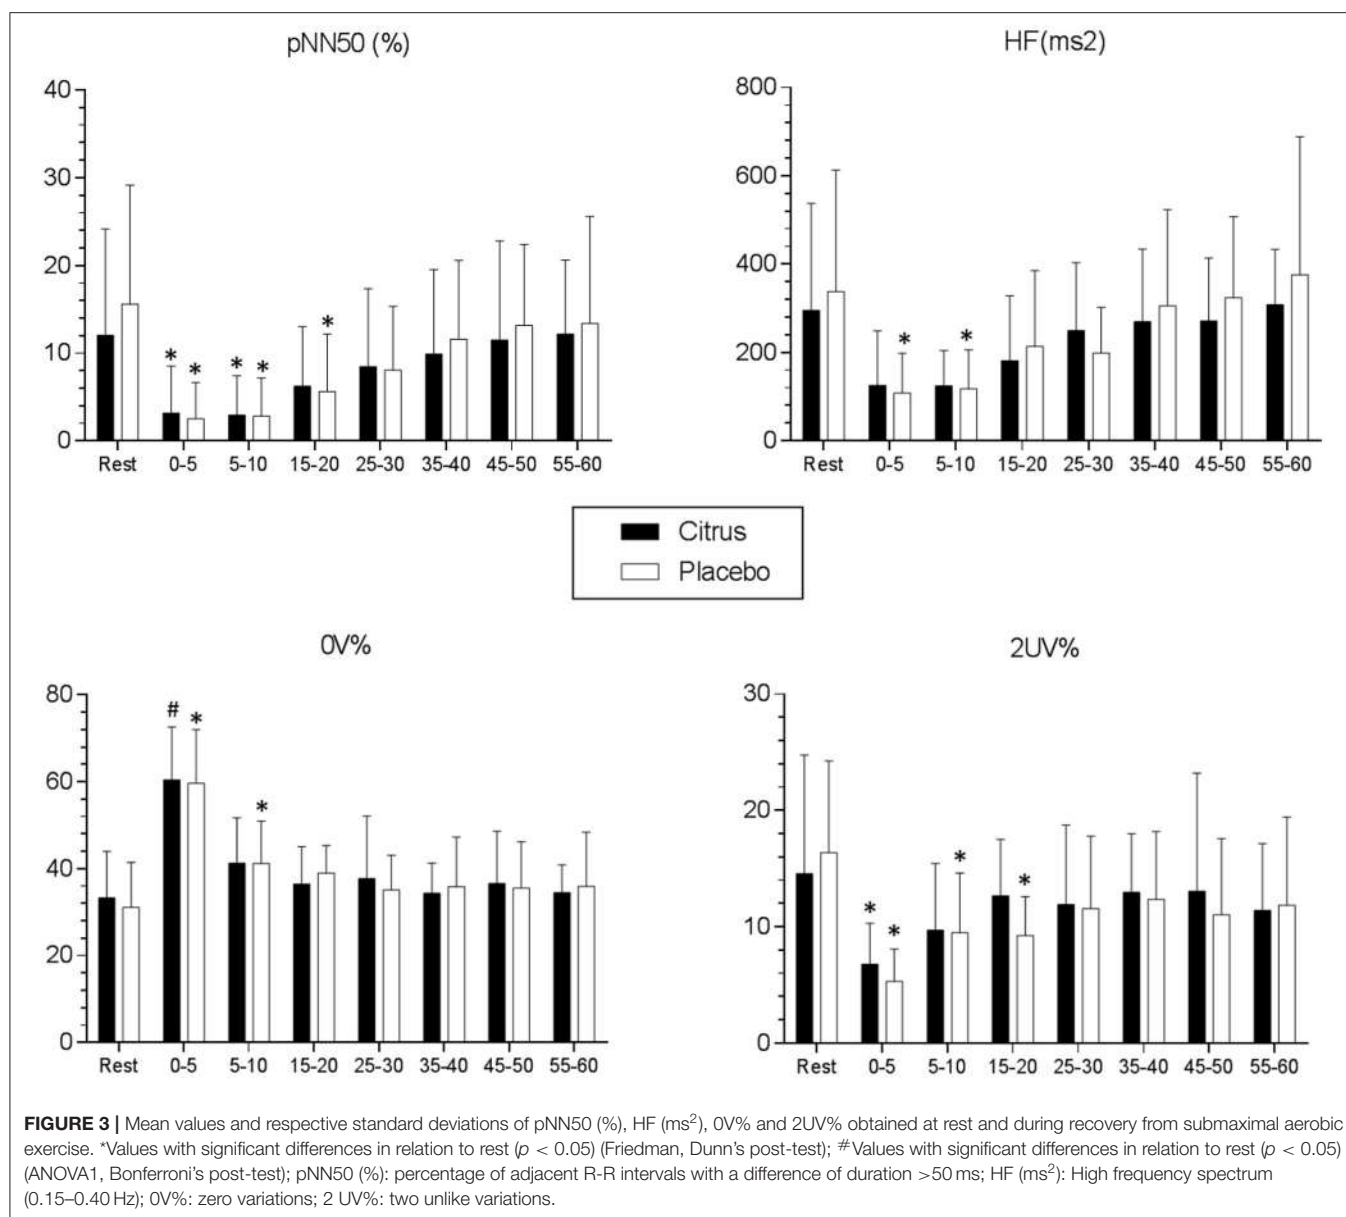 pNN50 (%)
40
30
20
10
0
* * * * *
Rest 0-5 5-10 15-20 25-30 35-40 45-50 55-60
HF(ms2)
800
600
400
200
0
* *
Rest 0-5 5-10 15-20 25-30 35-40 45-50 55-60
Citrus
Placebo
0V%
80
60
40
20
0
# * *
Rest 0-5 5-10 15-20 25-30 35-40 45-50 55-60
2UV%
30
20
10
0
* * * *
Rest 0-5 5-10 15-20 25-30 35-40 45-50 55-60
FIGURE 3 | Mean values and respective standard deviations of pNN50 (%), HF (ms²), 0V% and 2UV% obtained at rest and during recovery from submaximal aerobic
exercise. *Values with significant differences in relation to rest (p < 0.05) (Friedman, Dunn's post-test); #Values with significant differences in relation to rest (p < 0.05)
(ANOVA1, Bonferroni's post-test); pNN50 (%): percentage of adjacent R-R intervals with a difference of duration >50 ms; HF (ms²): High frequency spectrum
(0.15–0.40 Hz); 0V%: zero variations; 2 UV%: two unlike variations.